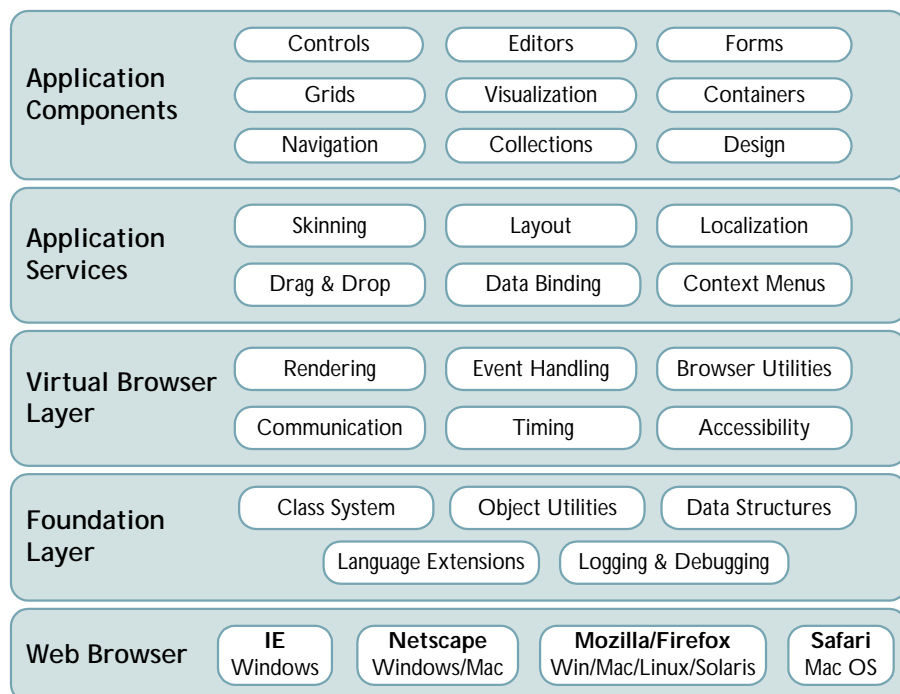 Application
Components
Controls
Editors
Forms
Grids
Visualization
Containers
Navigation
Collections
Design
Application
Services
Skinning
Layout
Localization
Drag & Drop
Data Binding
Context Menus
Virtual Browser
Layer
Rendering
Event Handling
Browser Utilities
Communication
Timing
Accessibility
Foundation
Layer
Class System
Object Utilities
Data Structures
Language Extensions
Logging & Debugging
Web Browser
IE
Windows
Netscape
Windows/Mac
Mozilla/Firefox
Win/Mac/Linux/Solaris
Safari
Mac OS